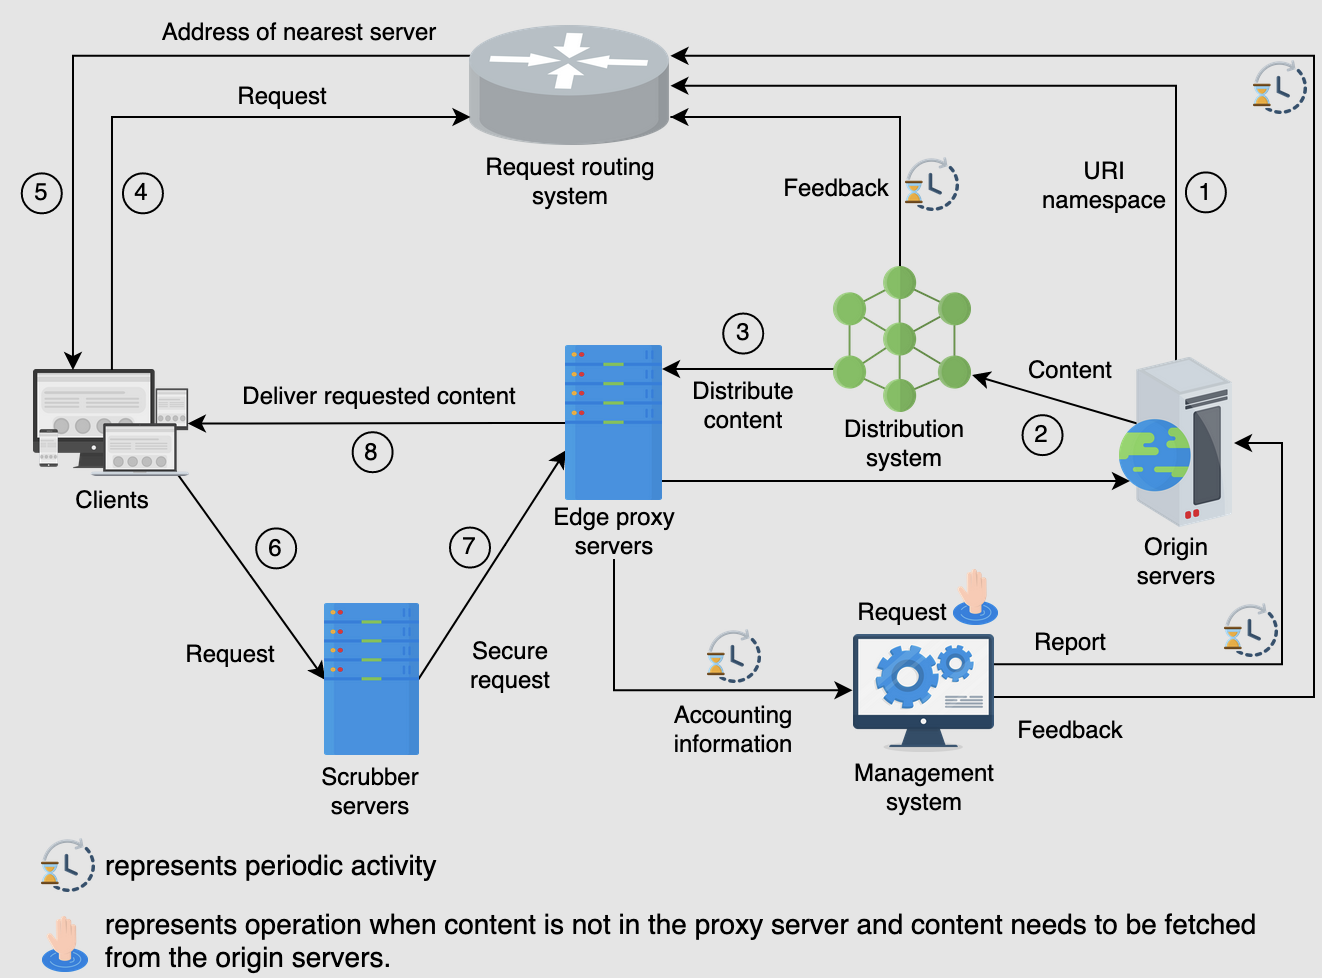 Address of nearest server
Request
Request routing
system
5
4
Feedback
URI
namespace
1
3
Content
Deliver requested content
Distribute
content
Distribution
system
2
8
Clients
Edge proxy
servers
6
7
Origin
servers
Request
Report
Request
Secure
request
Accounting
information
Feedback
Scrubber
servers
Management
system
represents periodic activity
represents operation when content is not in the proxy server and content needs to be fetched
from the origin servers.